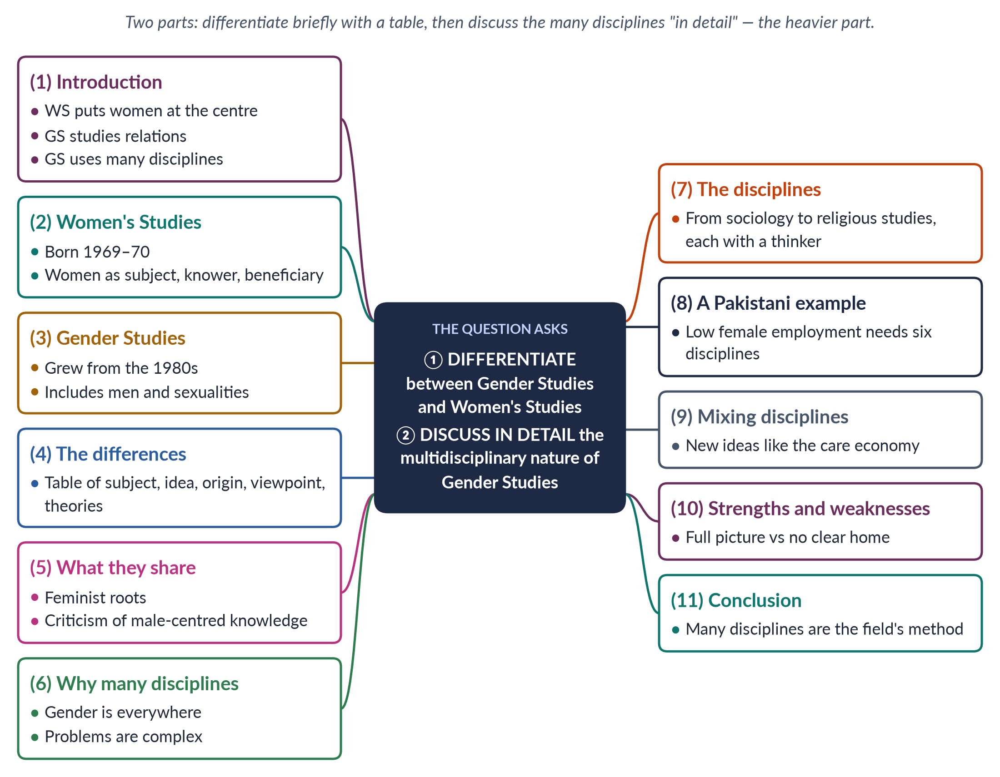 Two parts: differentiate briefly with a table, then discuss the many disciplines "in detail" — the heavier part.
(1) Introduction
• WS puts women at the centre
• GS studies relations
• GS uses many disciplines
(2) Women's Studies
• Born 1969–70
• Women as subject, knower, beneficiary
(3) Gender Studies
• Grew from the 1980s
• Includes men and sexualities
(4) The differences
• Table of subject, idea, origin, viewpoint,
theories
(5) What they share
• Feminist roots
• Criticism of male-centred knowledge
(6) Why many disciplines
• Gender is everywhere
• Problems are complex
THE QUESTION ASKS
① DIFFERENTIATE
between Gender Studies
and Women's Studies
② DISCUSS IN DETAIL the
multidisciplinary nature of
Gender Studies
(7) The disciplines
• From sociology to religious studies,
each with a thinker
(8) A Pakistani example
• Low female employment needs six
disciplines
(9) Mixing disciplines
• New ideas like the care economy
(10) Strengths and weaknesses
• Full picture vs no clear home
(11) Conclusion
• Many disciplines are the field's method